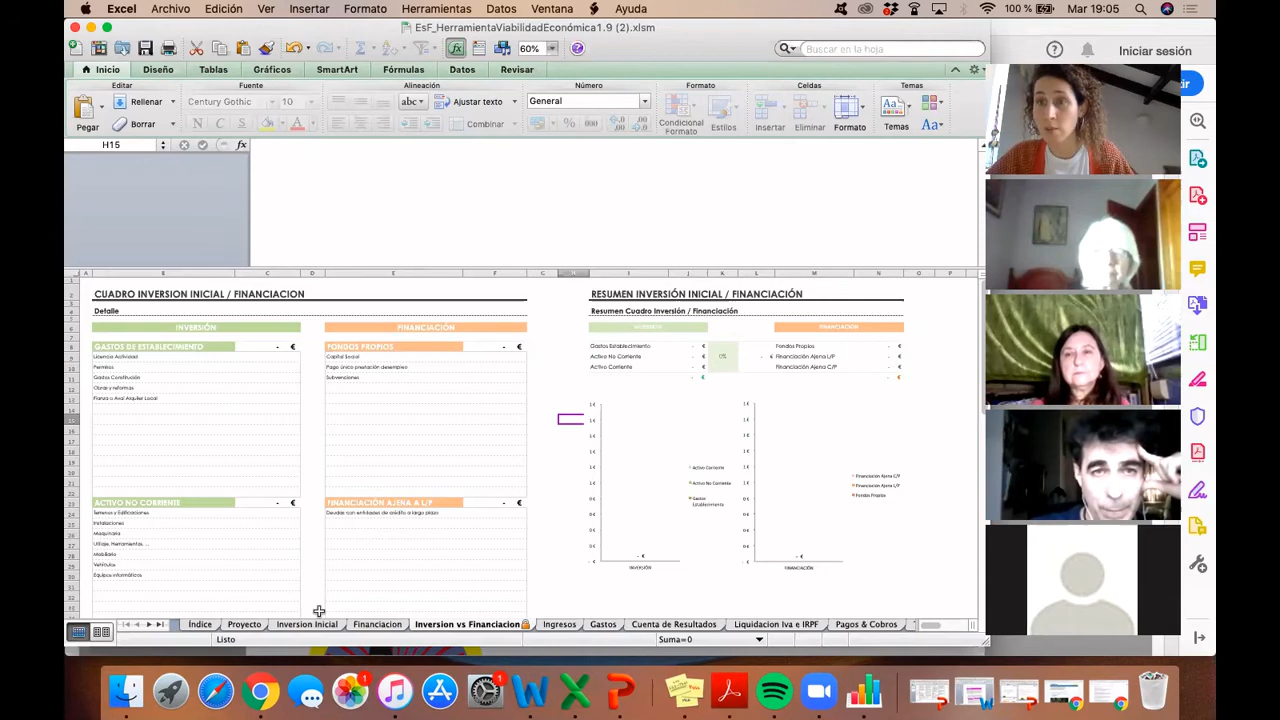 Excel Archivo Edición Ver Insertar Formato Herramientas Datos Ventana Ayuda 100 % Mar 19:05
EsF_HerramientaViabilidadEconómica1.9 (2).xlsm
60%
Buscar en la hoja
Iniciar sesión
Inicio Diseño Tablas Gráficos SmartArt Fórmulas Datos Revisar
Editar Fuente Alineación Número Formato Celdas Temas
Rellenar Century Gothic 10 abc Ajustar texto General
Pegar Borrar Combinar Condicional Formato Estilos Insertar Eliminar Formato Temas Aa
H15 fx
A B C D E F G H I J K L M N O P
CUADRO INVERSION INICIAL / FINANCIACION RESUMEN INVERSIÓN INICIAL / FINANCIACIÓN
Detalle Resumen Cuadro Inversión / Financiación
INVERSIÓN FINANCIACIÓN INVERSIÓN FINANCIACIÓN
GASTOS DE ESTABLECIMIENTO - € FONDOS PROPIOS - € Gastos Establecimiento - € Fondos Propios - €
Licencia Actividad Capital Social Activo No Corriente - € 0% - € Financiación Ajena L/P - €
Permisos Pago único prestación desempleo Activo Corriente - € Financiación Ajena C/P - €
Gastos Constitución Subvenciones - € - €
Obras y reformas
Fianza o Aval Alquiler Local
Activo Corriente
Activo No Corriente
Gastos Establecimiento
Financiacion Ajena C/P
Financiacion Ajena L/P
Fondos Propios
ACTIVO NO CORRIENTE - € FINANCIACIÓN AJENA A L/P - €
Terrenos y Edificaciones Deudas con entidades de crédito a largo plazo
Instalaciones
Maquinaria
Utillaje, Herramientas, ...
Mobiliario
Vehículos
Equipos informáticos
- € - €
INVERSIÓN FINANCIACIÓN
Índice Proyecto Inversion Inicial Financiacion Inversion vs Financiacion Ingresos Gastos Cuenta de Resultados Liquidacion Iva e IRPF Pagos & Cobros
Listo Suma=0